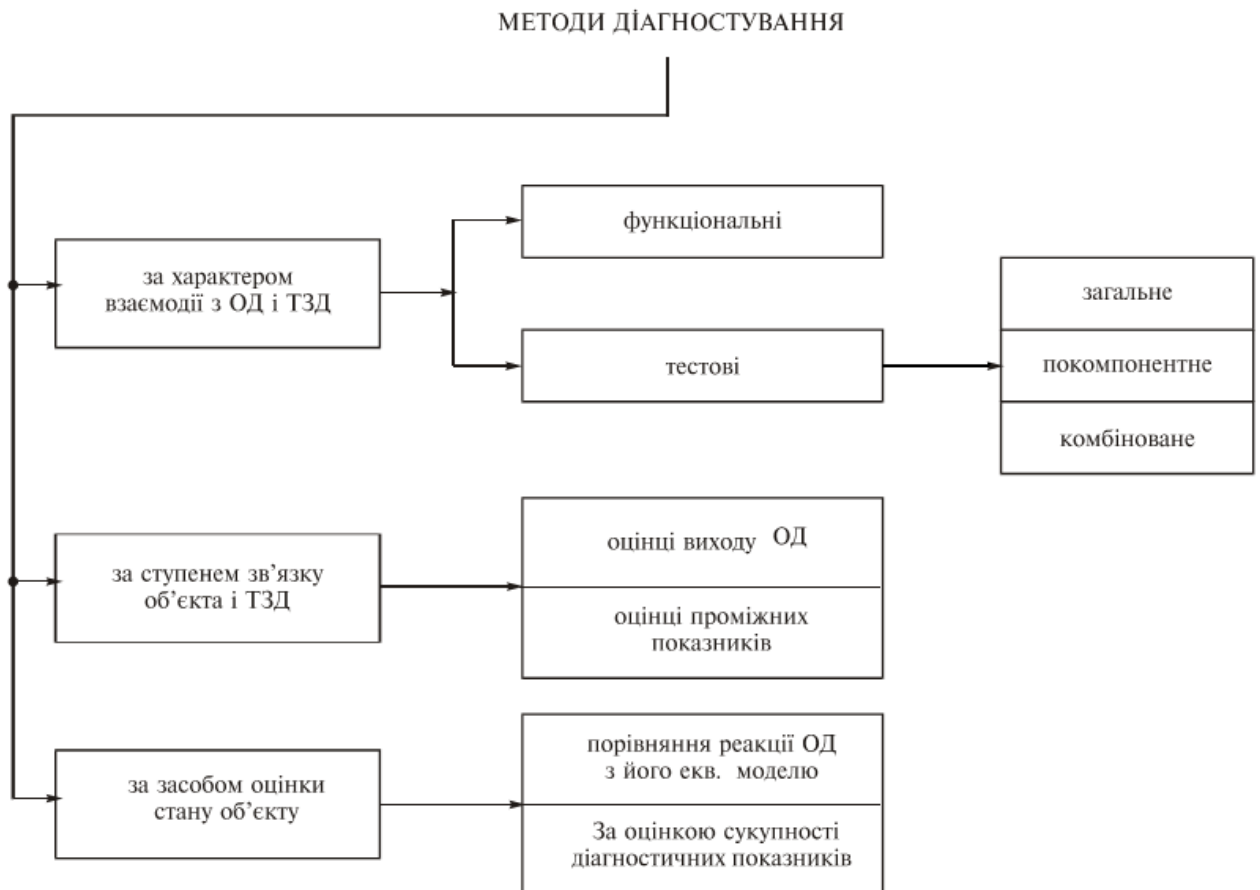 МЕТОДИ ДІАГНОСТУВАННЯ
функціональні
за характером
взаємодії з ОД і ТЗД
тестові
загальне
покомпонентне
комбіноване
за ступенем зв'язку
об'єкта і ТЗД
оцінці виходу ОД
оцінці проміжних
показників
за засобом оцінки
стану об'єкту
порівняння реакції ОД
з його екв. моделю
За оцінкою сукупності
діагностичних показників